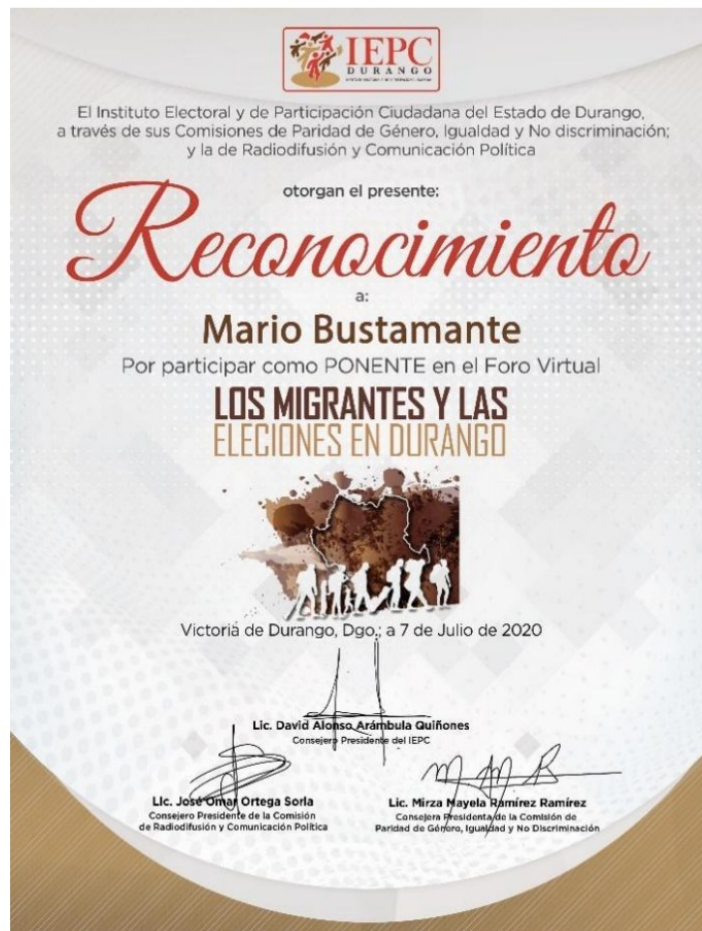 IEPC
DURANGO
El Instituto Electoral y de Participación Ciudadana del Estado de Durango,
a través de sus Comisiones de Paridad de Género, Igualdad y No discriminación;
y la de Radiodifusión y Comunicación Política
otorgan el presente:
Reconocimiento
a:
Mario Bustamante
Por participar como PONENTE en el Foro Virtual
LOS MIGRANTES Y LAS
ELECIONES EN DURANGO
Victoria de Durango, Dgo.; a 7 de Julio de 2020
Lic. David Alonso Arámbula Quiñones
Consejero Presidente del IEPC
Lic. José Omar Ortega Soria
Consejero Presidente de la Comisión
de Radiodifusión y Comunicación Política
Lic. Mirza Mayela Ramírez Ramírez
Consejera Presidenta de la Comisión de
Paridad de Género, Igualdad y No Discriminación